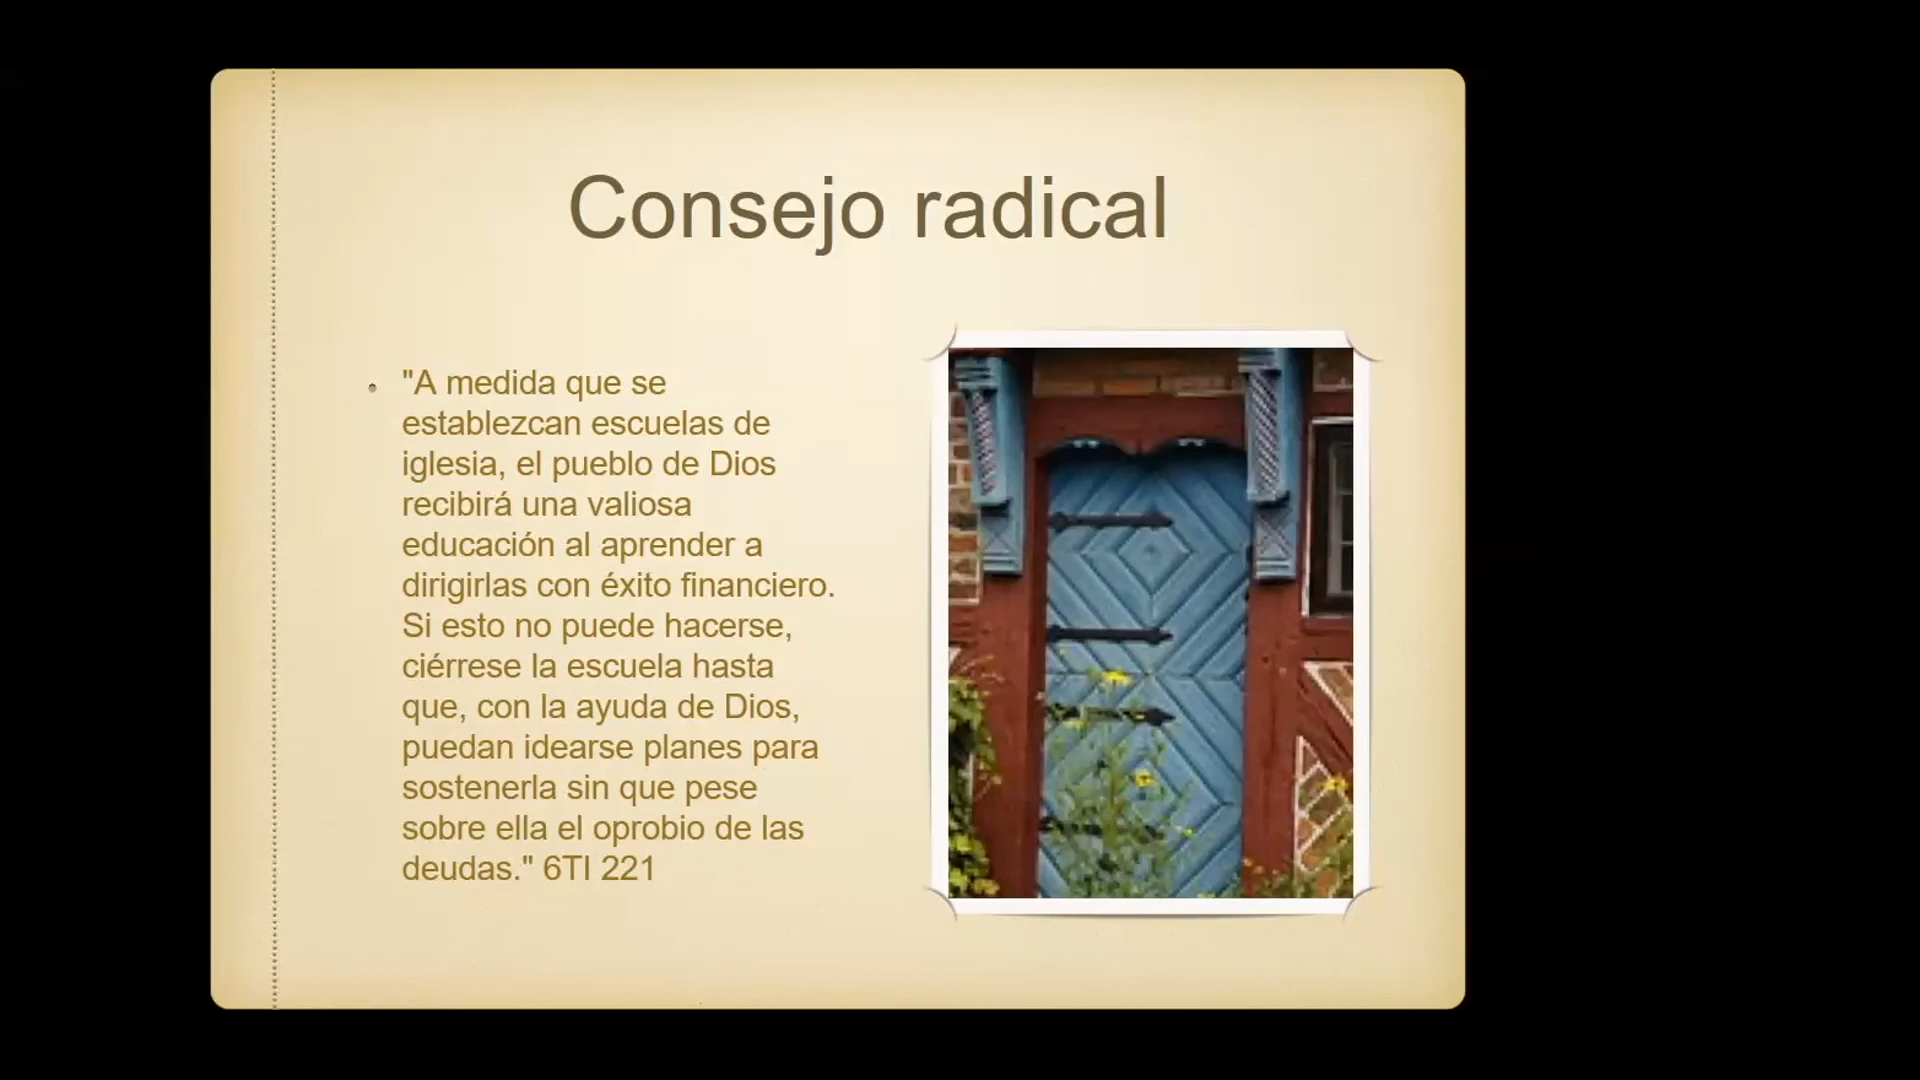 Consejo radical
• "A medida que se
establezcan escuelas de
iglesia, el pueblo de Dios
recibirá una valiosa
educación al aprender a
dirigirlas con éxito financiero.
Si esto no puede hacerse,
ciérrese la escuela hasta
que, con la ayuda de Dios,
puedan idearse planes para
sostenerla sin que pese
sobre ella el oprobio de las
deudas." 6TI 221